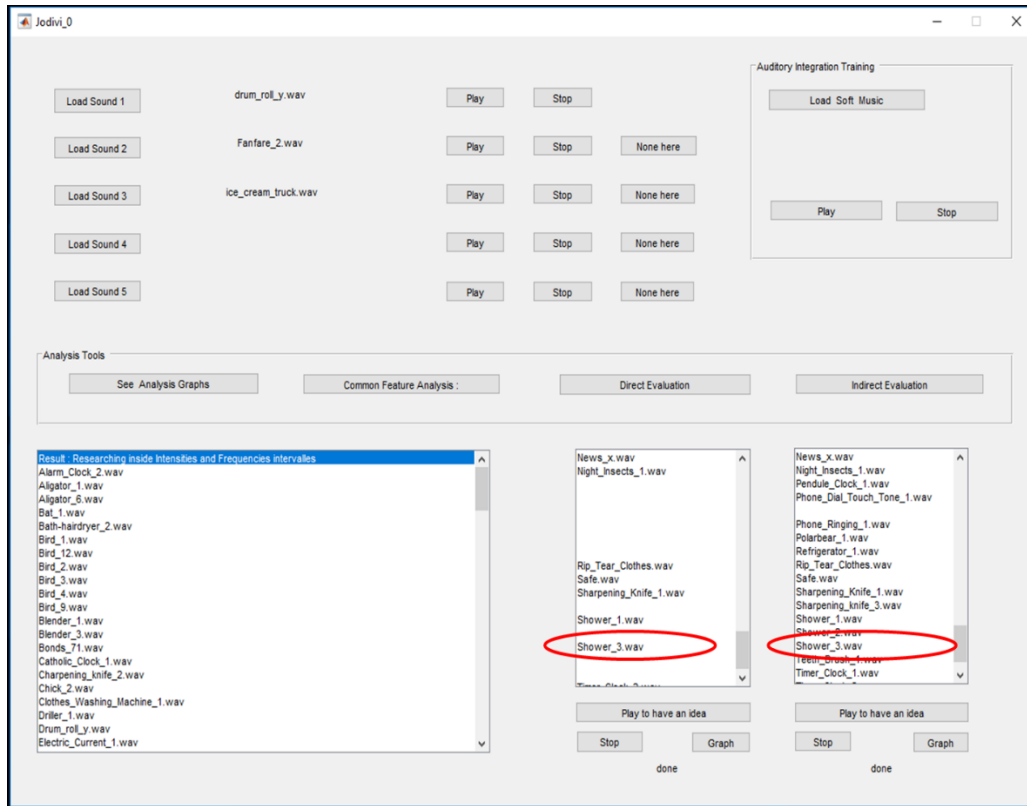 Jodivi_0
Auditory Integration Training
Load Sound 1
drum_roll_y.wav
Play
Stop
Load Soft Music
Load Sound 2
Fanfare_2.wav
Play
Stop
None here
Load Sound 3
ice_cream_truck.wav
Play
Stop
None here
Play
Stop
Load Sound 4
Play
Stop
None here
Load Sound 5
Play
Stop
None here
Analysis Tools
See Analysis Graphs
Common Feature Analysis :
Direct Evaluation
Indirect Evaluation
Result : Researching inside Intensities and Frequencies intervalles
Alarm_Clock_2.wav
Aligator_1.wav
Aligator_6.wav
Bat_1.wav
Bath-hairdryer_2.wav
Bird_1.wav
Bird_12.wav
Bird_2.wav
Bird_3.wav
Bird_4.wav
Bird_9.wav
Blender_1.wav
Blender_3.wav
Bonds_71.wav
Catholic_Clock_1.wav
Charpening_knife_2.wav
Chick_2.wav
Clothes_Washing_Machine_1.wav
Driller_1.wav
Drum_roll_y.wav
Electric_Current_1.wav
News_x.wav
Night_Insects_1.wav
Rip_Tear_Clothes.wav
Safe.wav
Sharpening_Knife_1.wav
Shower_1.wav
Shower_3.wav
Play to have an idea
Stop
Graph
done
News_x.wav
Night_Insects_1.wav
Pendule_Clock_1.wav
Phone_Dial_Touch_Tone_1.wav
Phone_Ringing_1.wav
Polarbear_1.wav
Refrigerator_1.wav
Rip_Tear_Clothes.wav
Safe.wav
Sharpening_Knife_1.wav
Sharpening_knife_3.wav
Shower_1.wav
Shower_2.wav
Shower_3.wav
Teeth_Brush_1.wav
Timer_Clock_1.wav
Play to have an idea
Stop
Graph
done